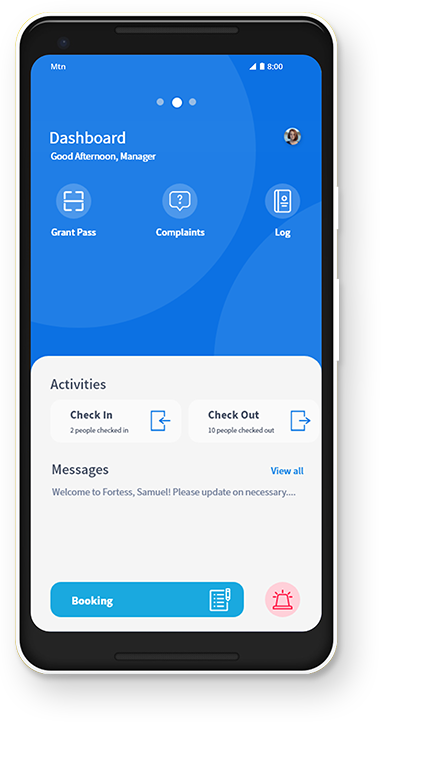 Mtn
8:00
Dashboard
Good Afternoon, Manager
?
Grant Pass
Complaints
Log
Activities
Check In
2 people checked in
Check Out
10 people checked out
Messages
View all
Welcome to Fortess, Samuel! Please update on necessary....
Booking